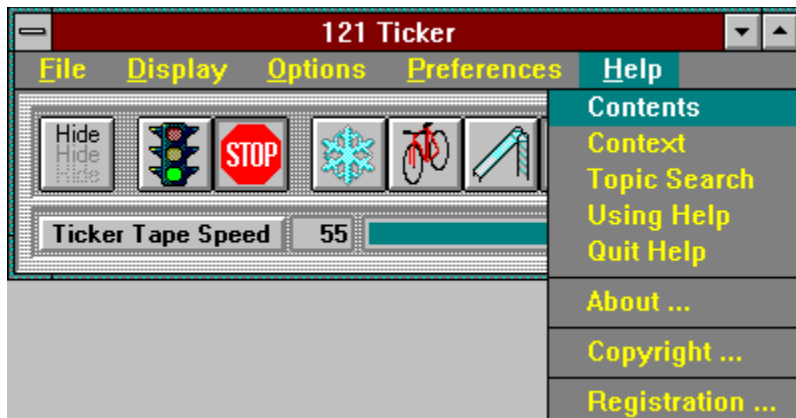 121 Ticker
File Display Options Preferences Help
Hide
Hide
Hide
STOP
Ticker Tape Speed 55
Contents
Context
Topic Search
Using Help
Quit Help
About ...
Copyright ...
Registration ...